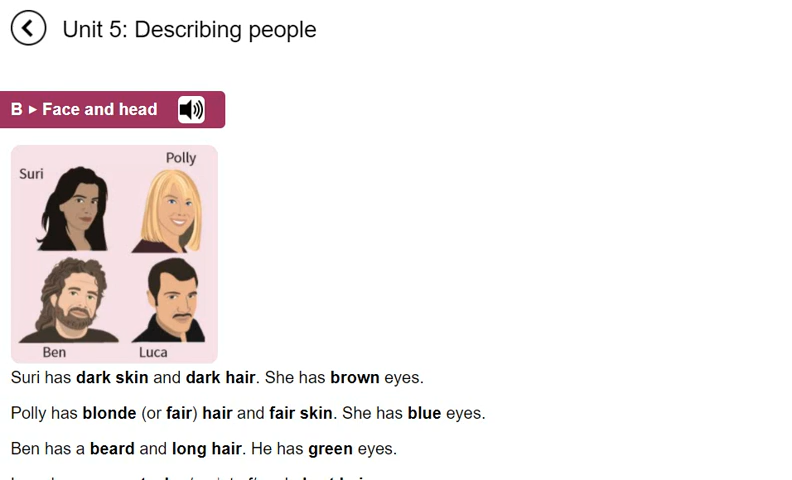 Unit 5: Describing people
B ▸ Face and head
Suri
Polly
Ben
Luca
Suri has dark skin and dark hair. She has brown eyes.
Polly has blonde (or fair) hair and fair skin. She has blue eyes.
Ben has a beard and long hair. He has green eyes.